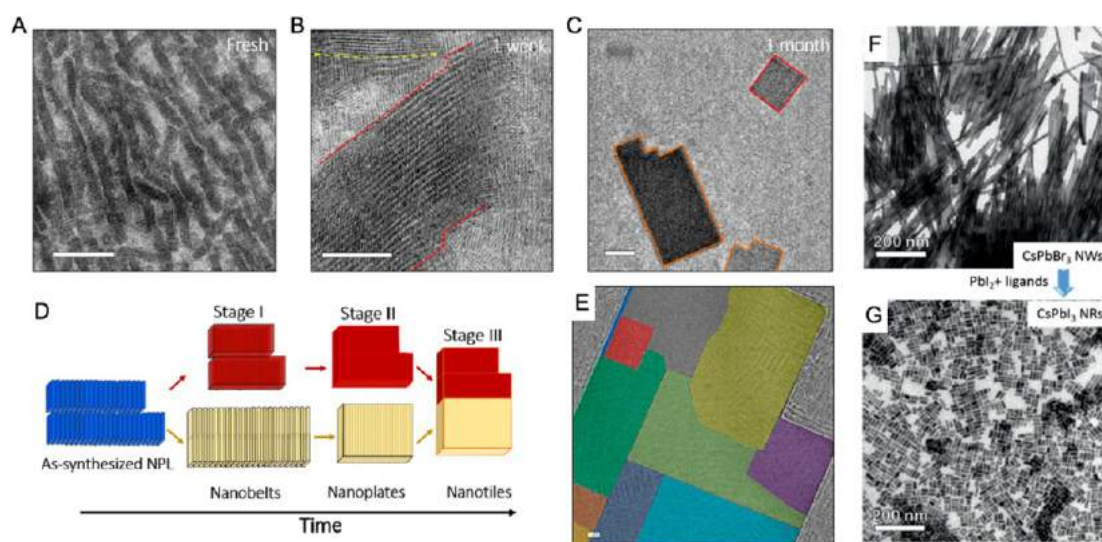 A
Fresh
B
1 week
C
1 month
F
200 nm
CsPbBr₃ NWs
PbI₂+ ligands
CsPbI₃ NRs
D
Stage I
Stage II
Stage III
As-synthesized NPL
Nanobelts
Nanoplates
Nanotiles
Time
E
G
200 nm